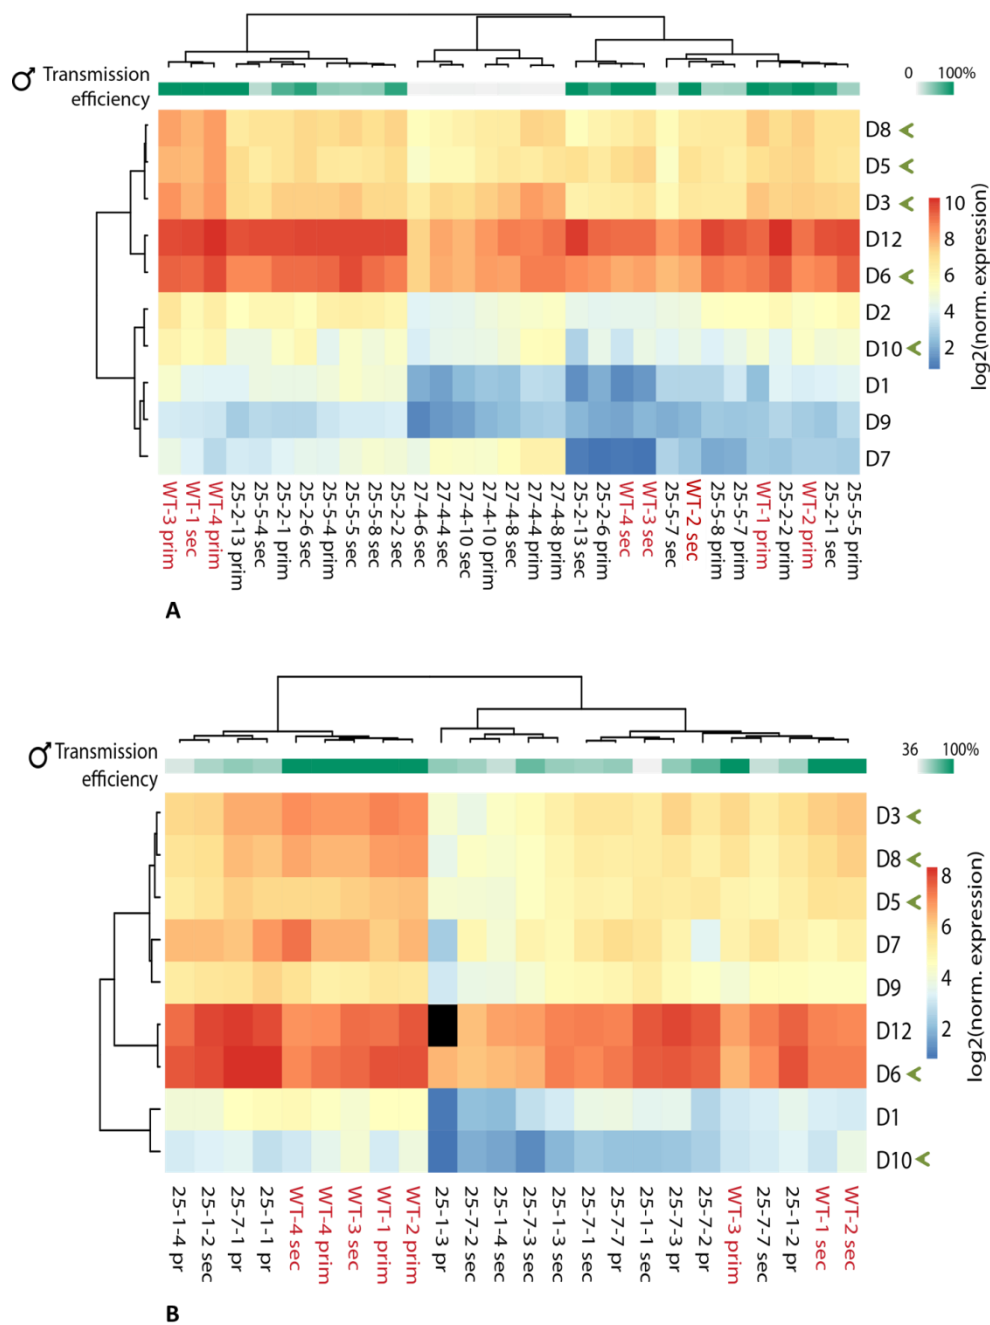 ♂ Transmission
efficiency
0 100%
D8
D5
D3
D12
D6
D2
D10
D1
D9
D7
10
8
6
4
2
log2(norm. expression)
WT-3 prim
WT-1 sec
WT-4 prim
25-2-13 prim
25-5-4 sec
25-2-1 prim
25-2-6 sec
25-5-4 prim
25-5-5 sec
25-5-8 sec
25-2-2 sec
27-4-6 sec
27-4-4 sec
27-4-10 sec
27-4-10 prim
27-4-8 sec
27-4-4 prim
27-4-8 prim
25-2-13 sec
25-2-6 prim
WT-4 sec
WT-3 sec
25-5-7 sec
WT-2 sec
25-5-8 prim
25-5-7 prim
WT-1 prim
25-2-2 prim
WT-2 prim
25-2-1 sec
25-5-5 prim
A
♂ Transmission
efficiency
36 100%
D3
D8
D5
D7
D9
D12
D6
D1
D10
8
6
4
2
log2(norm. expression)
25-1-4 pr
25-1-2 sec
25-7-1 pr
25-1-1 pr
WT-4 sec
WT-4 prim
WT-3 sec
WT-1 prim
WT-2 prim
25-1-3 pr
25-7-2 sec
25-1-4 sec
25-7-3 sec
25-1-3 sec
25-7-1 sec
25-7-7 pr
25-1-1 sec
25-7-3 pr
25-7-2 pr
WT-3 prim
25-7-7 sec
25-1-2 pr
WT-1 sec
WT-2 sec
B